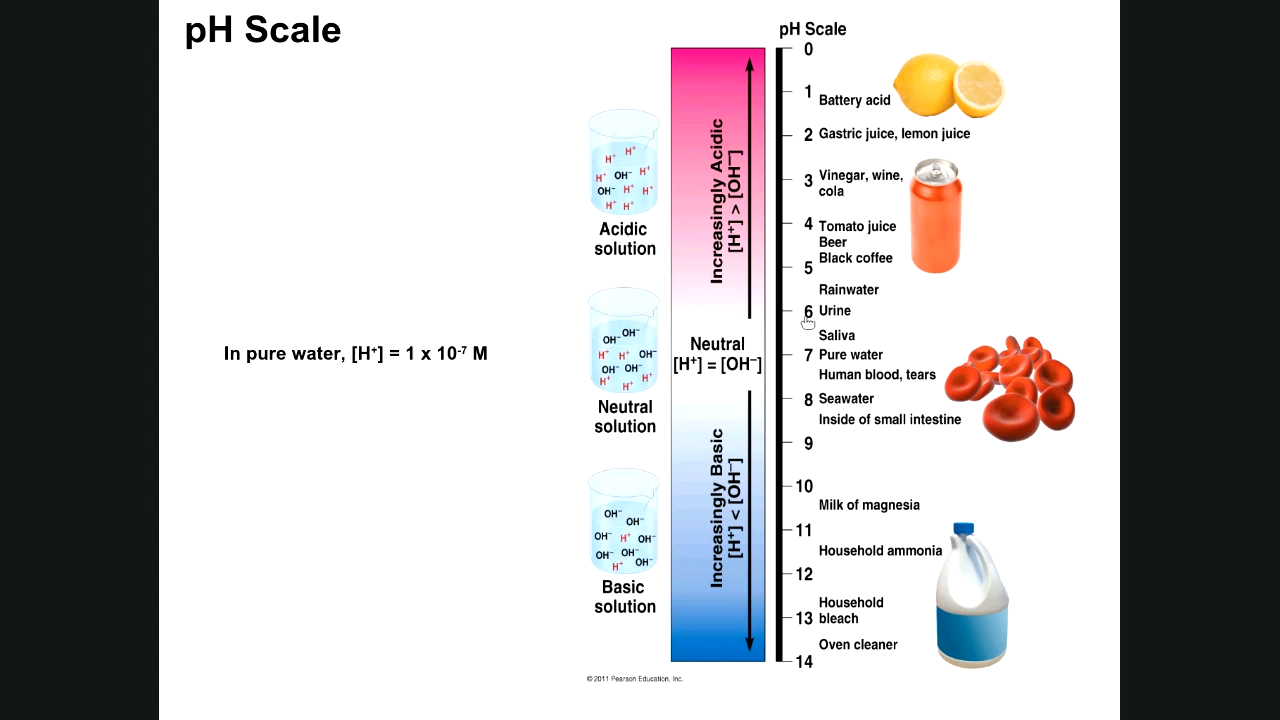 pH Scale
In pure water, [H⁺] = 1 x 10⁻⁷ M
H⁺
H⁺
H⁺
OH⁻
H⁺
OH⁻
H⁺
H⁺
H⁺
H⁺
Acidic
solution
OH⁻
OH⁻
H⁺
H⁺
OH⁻
OH⁻
OH⁻
H⁺
H⁺
H⁺
Neutral
solution
OH⁻
OH⁻
OH⁻
H⁺
OH⁻
OH⁻
OH⁻
OH⁻
H⁺
Basic
solution
Increasingly Acidic
[H⁺] > [OH⁻]
Neutral
[H⁺] = [OH⁻]
Increasingly Basic
[H⁺] < [OH⁻]
pH Scale
0
1
Battery acid
2
Gastric juice, lemon juice
3
Vinegar, wine,
cola
4
Tomato juice
Beer
Black coffee
5
Rainwater
6
Urine
Saliva
7
Pure water
Human blood, tears
8
Seawater
Inside of small intestine
9
10
Milk of magnesia
11
Household ammonia
12
Household
bleach
13
Oven cleaner
14
© 2011 Pearson Education, Inc.